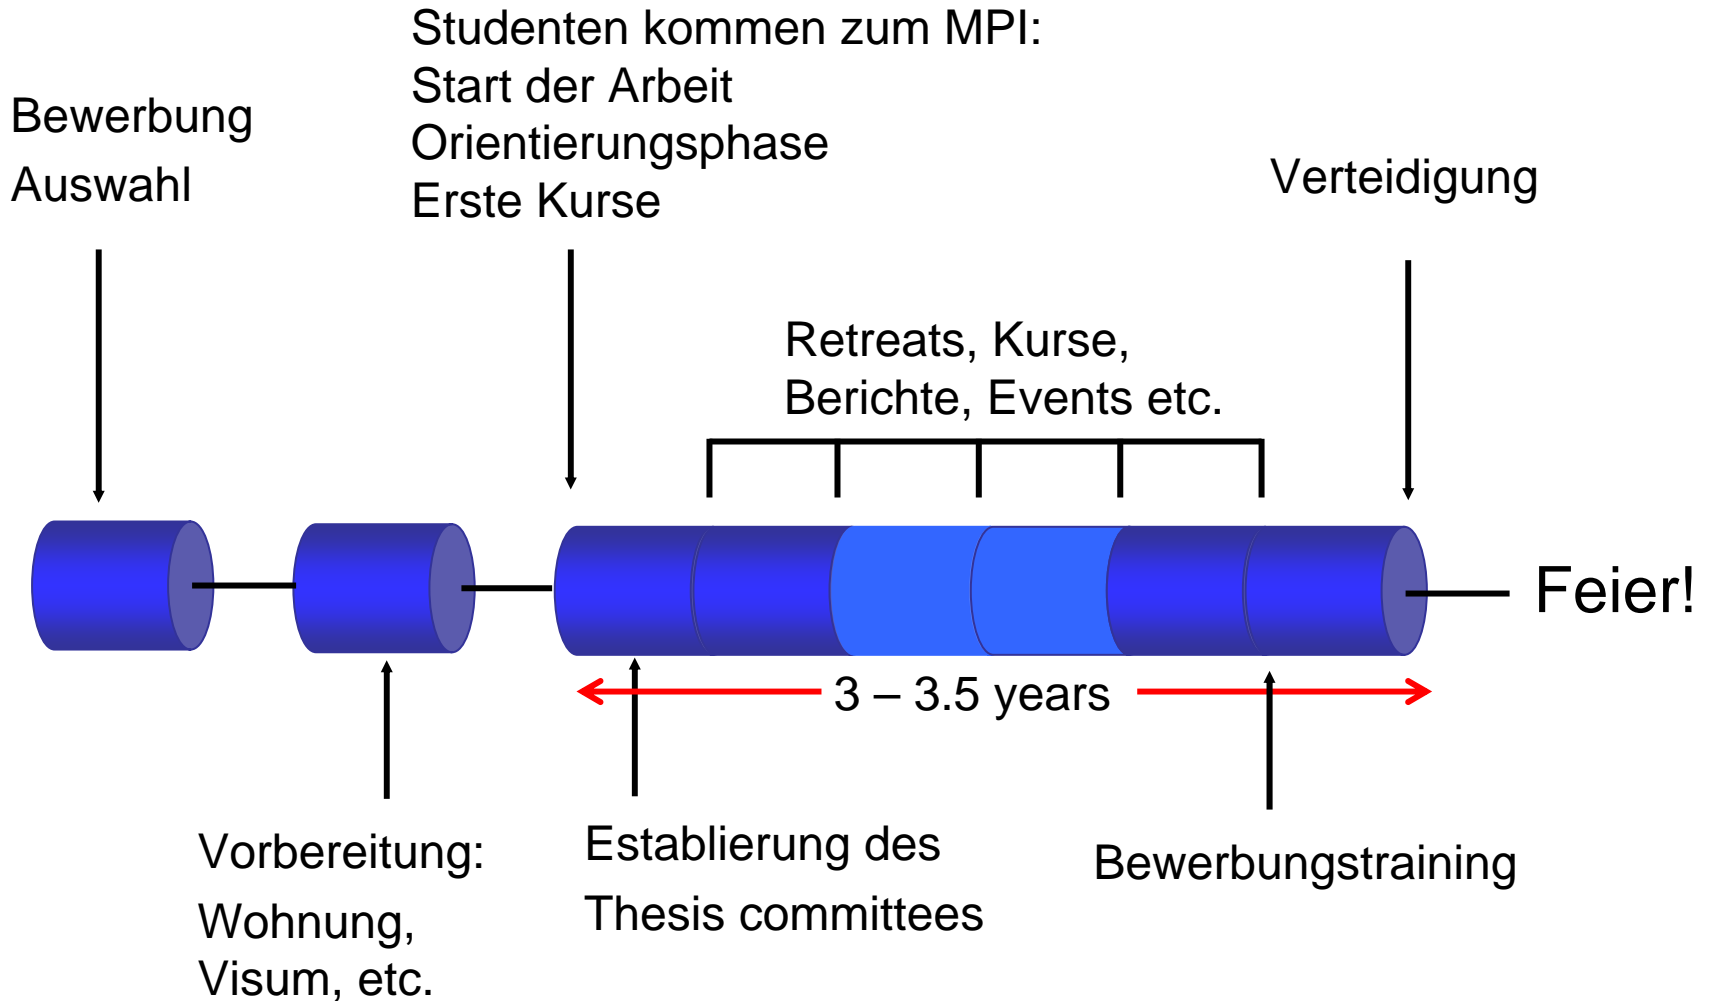 Studenten kommen zum MPI:
Start der Arbeit
Orientierungsphase
Erste Kurse
Bewerbung
Auswahl
Verteidigung
Retreats, Kurse,
Berichte, Events etc.
Feier!
3 – 3.5 years
Vorbereitung:
Wohnung,
Visum, etc.
Establierung des
Thesis committees
Bewerbungstraining